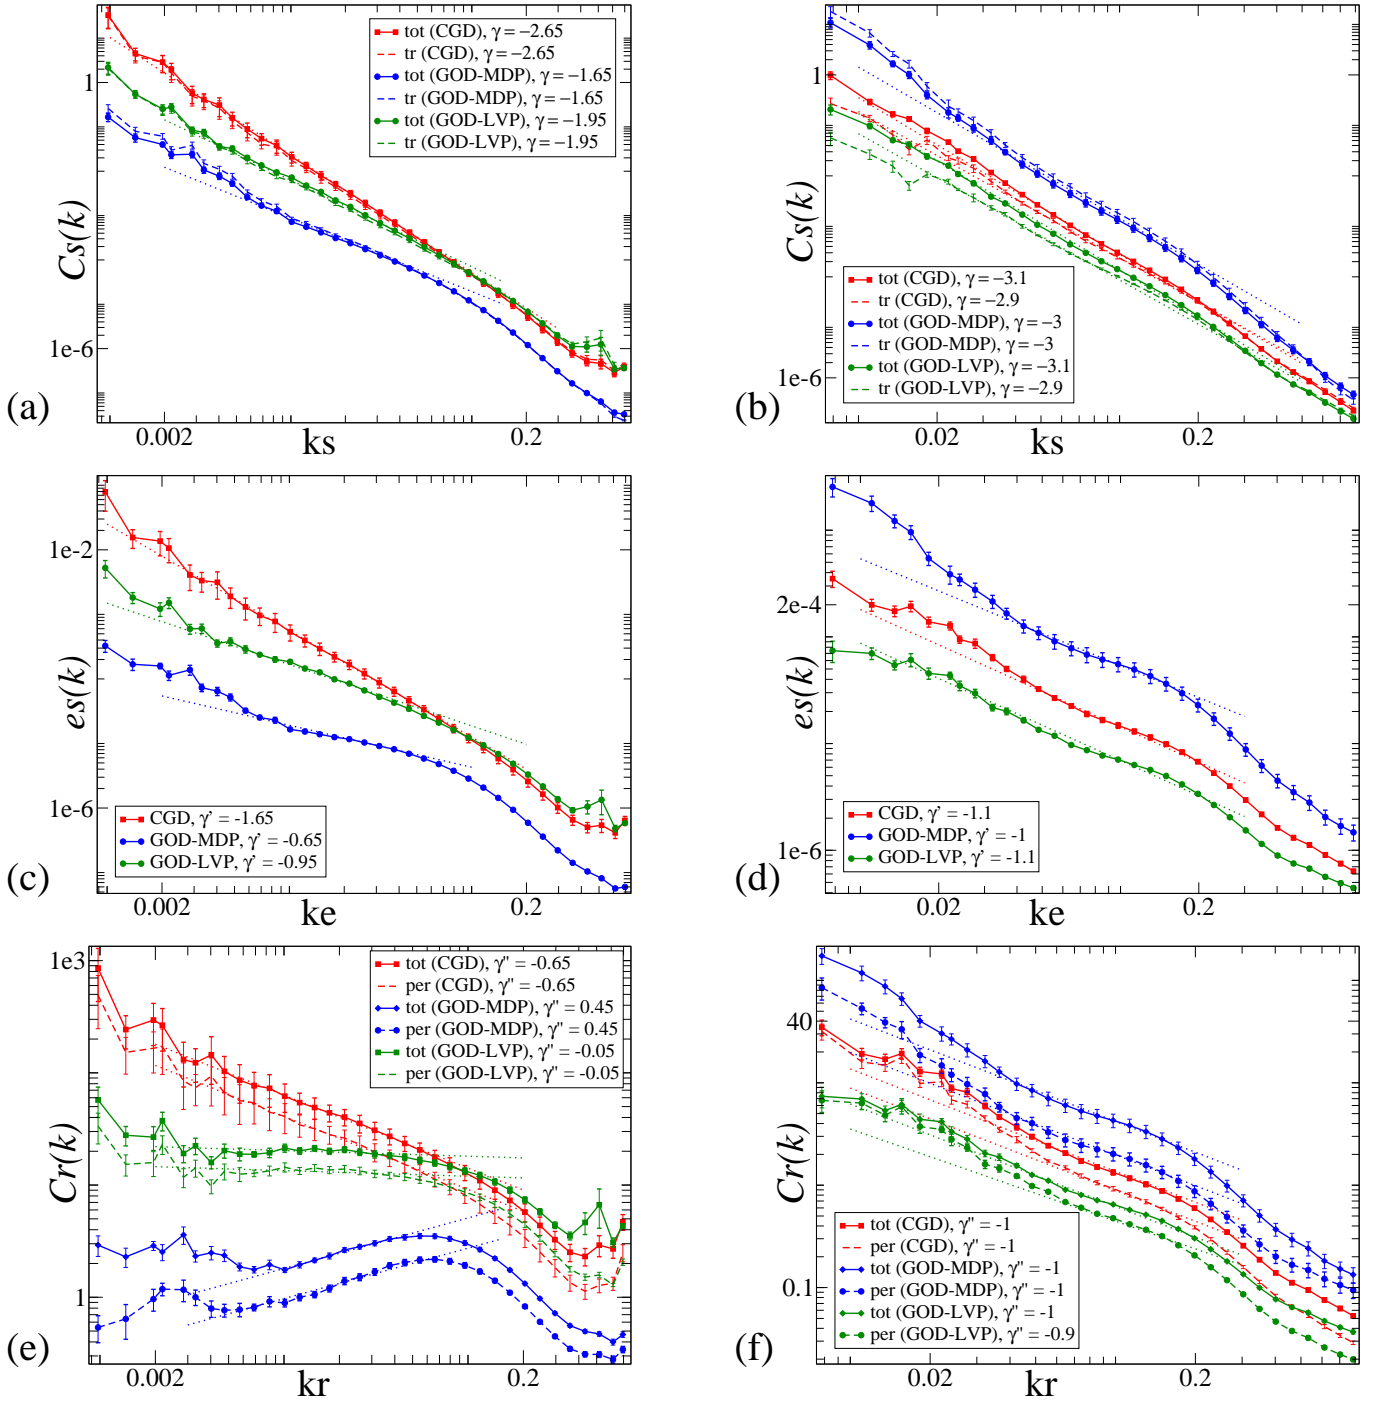 (a)
Cs(k)
1
1e-6
0.002
0.2
ks
tot (CGD), γ = −2.65
tr (CGD), γ = −2.65
tot (GOD-MDP), γ = −1.65
tr (GOD-MDP), γ = −1.65
tot (GOD-LVP), γ = −1.95
tr (GOD-LVP), γ = −1.95
(b)
Cs(k)
1
1e-6
0.02
0.2
ks
tot (CGD), γ = −3.1
tr (CGD), γ = −2.9
tot (GOD-MDP), γ = −3
tr (GOD-MDP), γ = −3
tot (GOD-LVP), γ = −3.1
tr (GOD-LVP), γ = −2.9
(c)
es(k)
1e-2
1e-6
0.002
0.2
ke
CGD, γ' = -1.65
GOD-MDP, γ' = -0.65
GOD-LVP, γ' = -0.95
(d)
es(k)
2e-4
1e-6
0.02
0.2
ke
CGD, γ' = -1.1
GOD-MDP, γ' = -1
GOD-LVP, γ' = -1.1
(e)
Cr(k)
1e3
1
0.002
0.2
kr
tot (CGD), γ" = -0.65
per (CGD), γ" = -0.65
tot (GOD-MDP), γ" = 0.45
per (GOD-MDP), γ" = 0.45
tot (GOD-LVP), γ" = -0.05
per (GOD-LVP), γ" = -0.05
(f)
Cr(k)
40
0.1
0.02
0.2
kr
tot (CGD), γ" = -1
per (CGD), γ" = -1
tot (GOD-MDP), γ" = -1
per (GOD-MDP), γ" = -1
tot (GOD-LVP), γ" = -1
per (GOD-LVP), γ" = -0.9